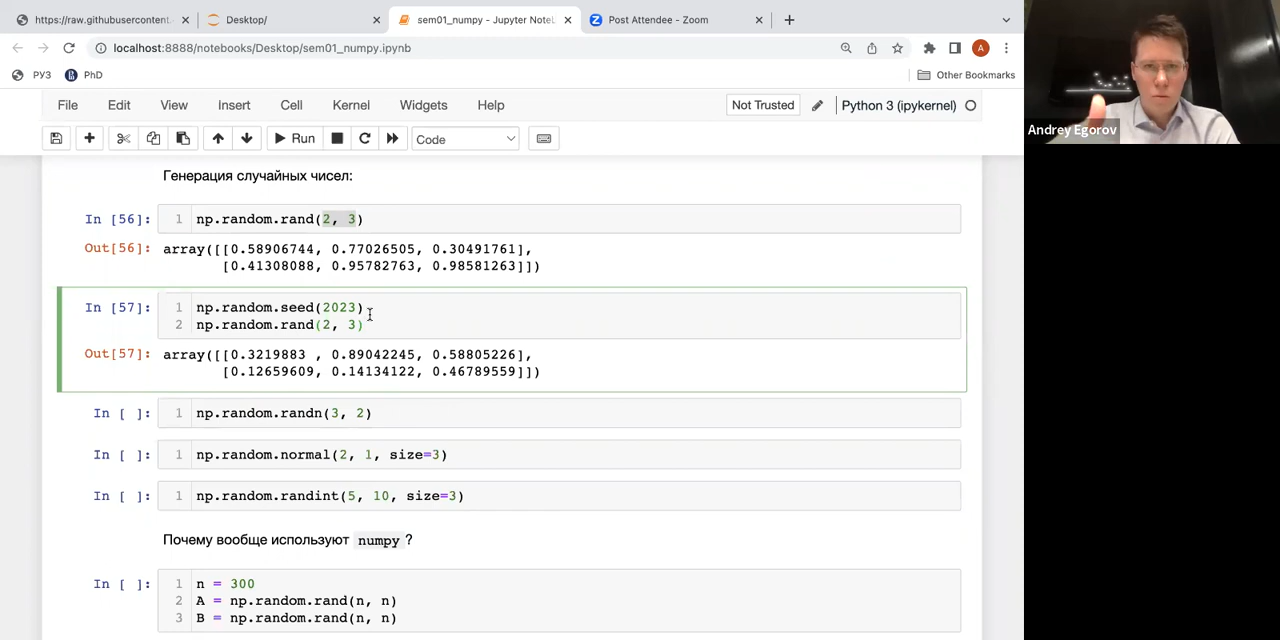 https://raw.githubusercontent.
Desktop/
sem01_numpy - Jupyter Note
Post Attendee - Zoom
localhost:8888/notebooks/Desktop/sem01_numpy.ipynb
A
РУЗ
PhD
Other Bookmarks
File Edit View Insert Cell Kernel Widgets Help
Not Trusted
Python 3 (ipykernel)
Run
Code
Andrey Egorov
Генерация случайных чисел:
In [56]: 1 np.random.rand(2, 3)
Out[56]: array([[0.58906744, 0.77026505, 0.30491761],
[0.41308088, 0.95782763, 0.98581263]])
In [57]: 1 np.random.seed(2023)
2 np.random.rand(2, 3)
Out[57]: array([[0.3219883 , 0.89042245, 0.58805226],
[0.12659609, 0.14134122, 0.46789559]])
In [ ]: 1 np.random.randn(3, 2)
In [ ]: 1 np.random.normal(2, 1, size=3)
In [ ]: 1 np.random.randint(5, 10, size=3)
Почему вообще используют numpy ?
In [ ]: 1 n = 300
2 A = np.random.rand(n, n)
3 B = np.random.rand(n, n)